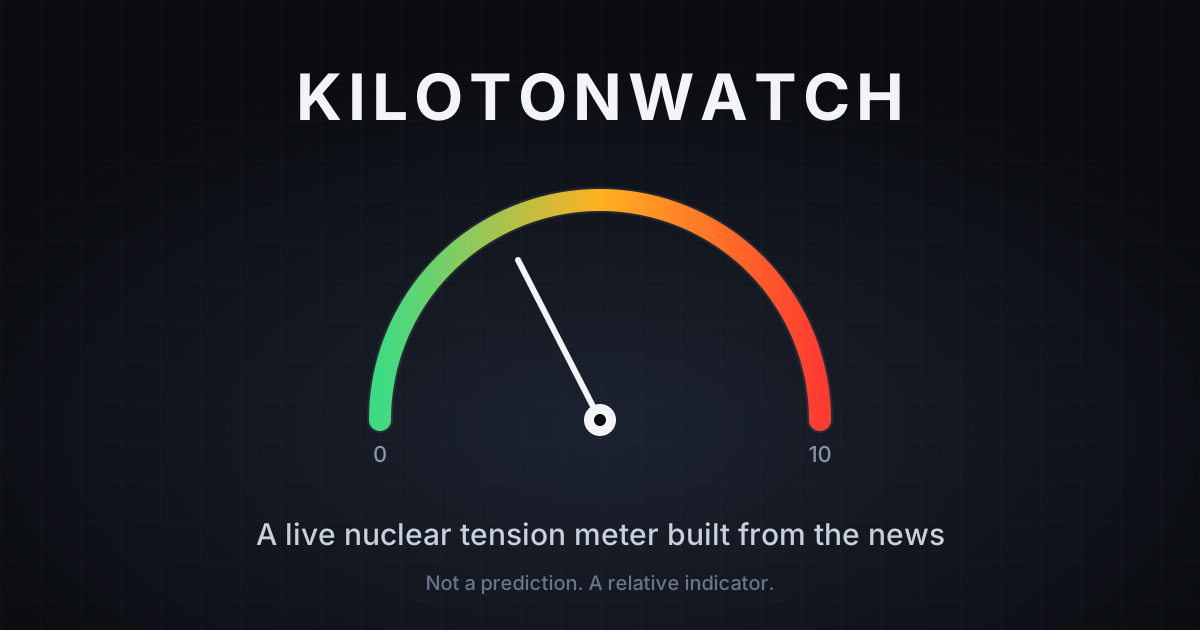 KILOTONWATCH
0 10
A live nuclear tension meter built from the news
Not a prediction. A relative indicator.